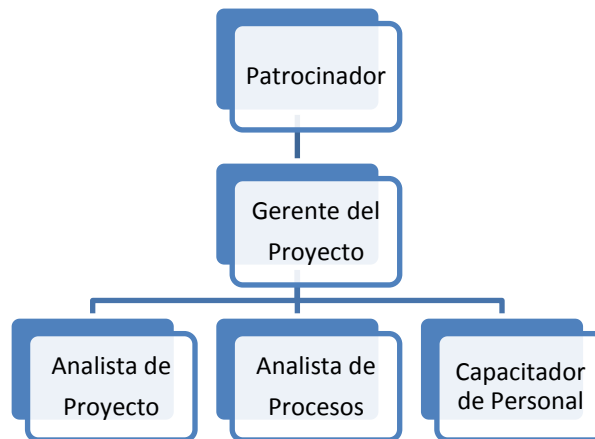 Patrocinador
Gerente del
Proyecto
Analista de
Proyecto
Analista de
Procesos
Capacitador
de Personal